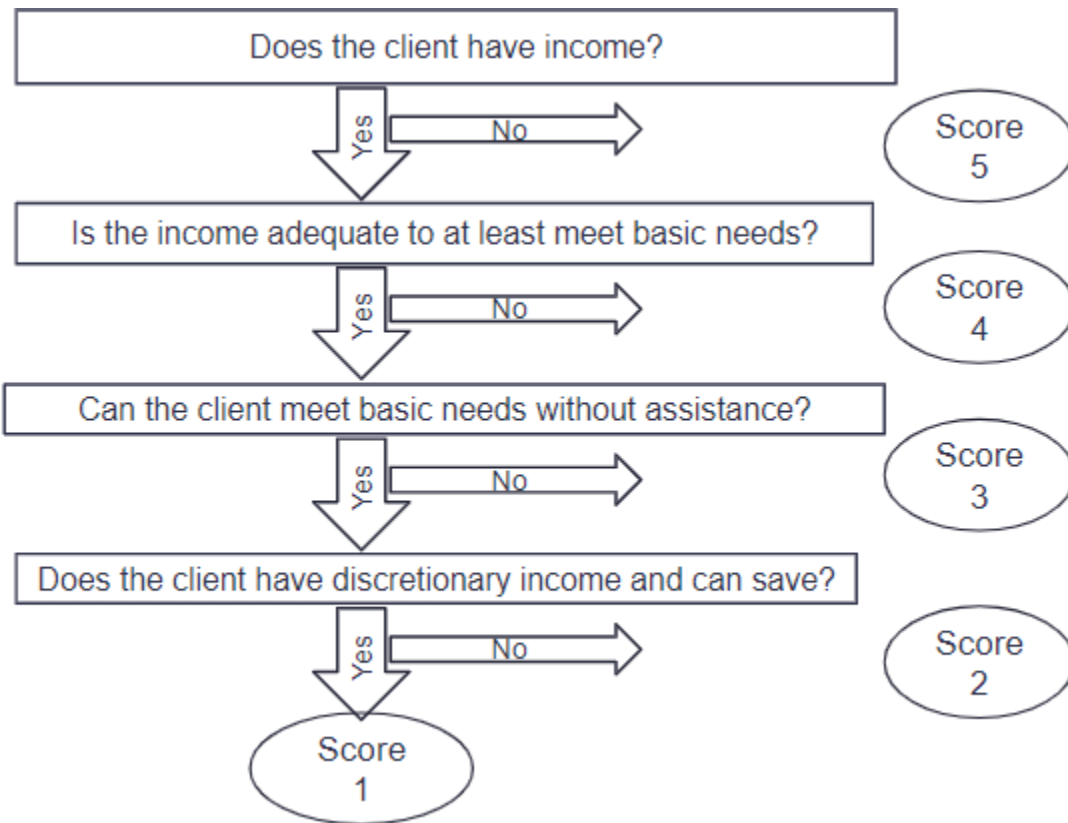 Does the client have income?
Yes
No
Score
5
Is the income adequate to at least meet basic needs?
Yes
No
Score
4
Can the client meet basic needs without assistance?
Yes
No
Score
3
Does the client have discretionary income and can save?
Yes
No
Score
2
Score
1